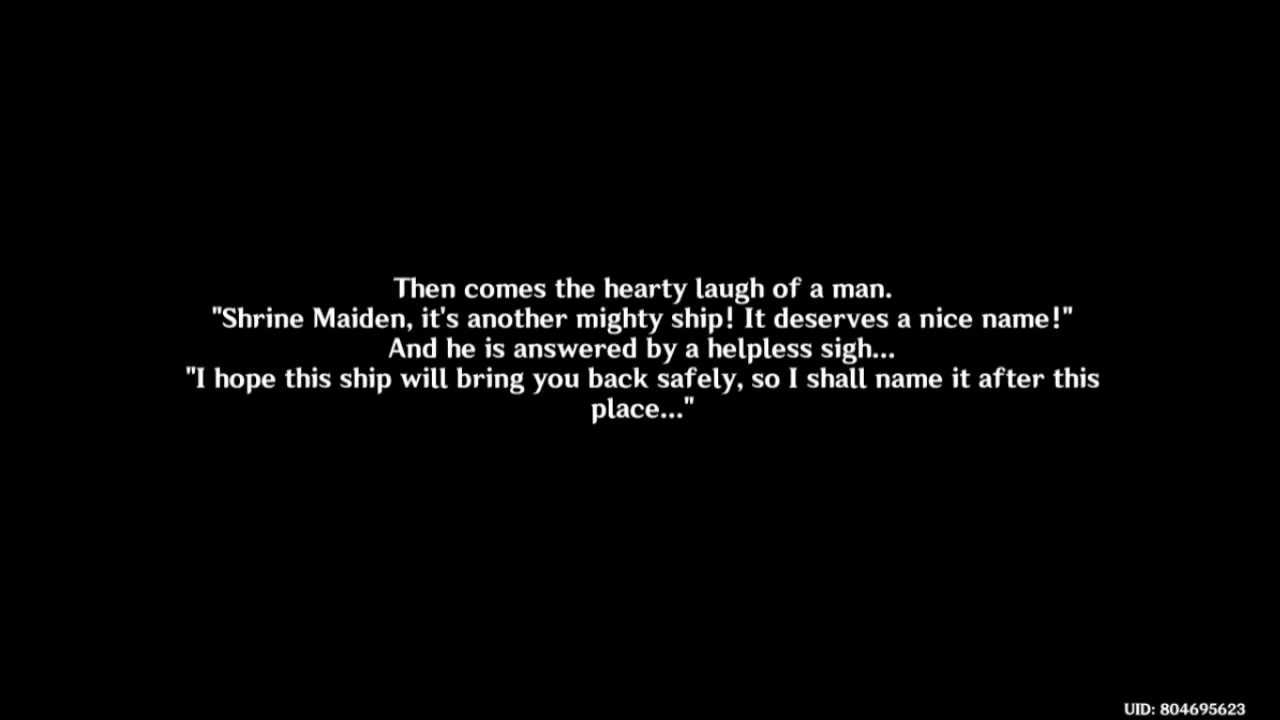 Then comes the hearty laugh of a man.
"Shrine Maiden, it's another mighty ship! It deserves a nice name!"
And he is answered by a helpless sigh...
"I hope this ship will bring you back safely, so I shall name it after this
place..."
UID: 804695623